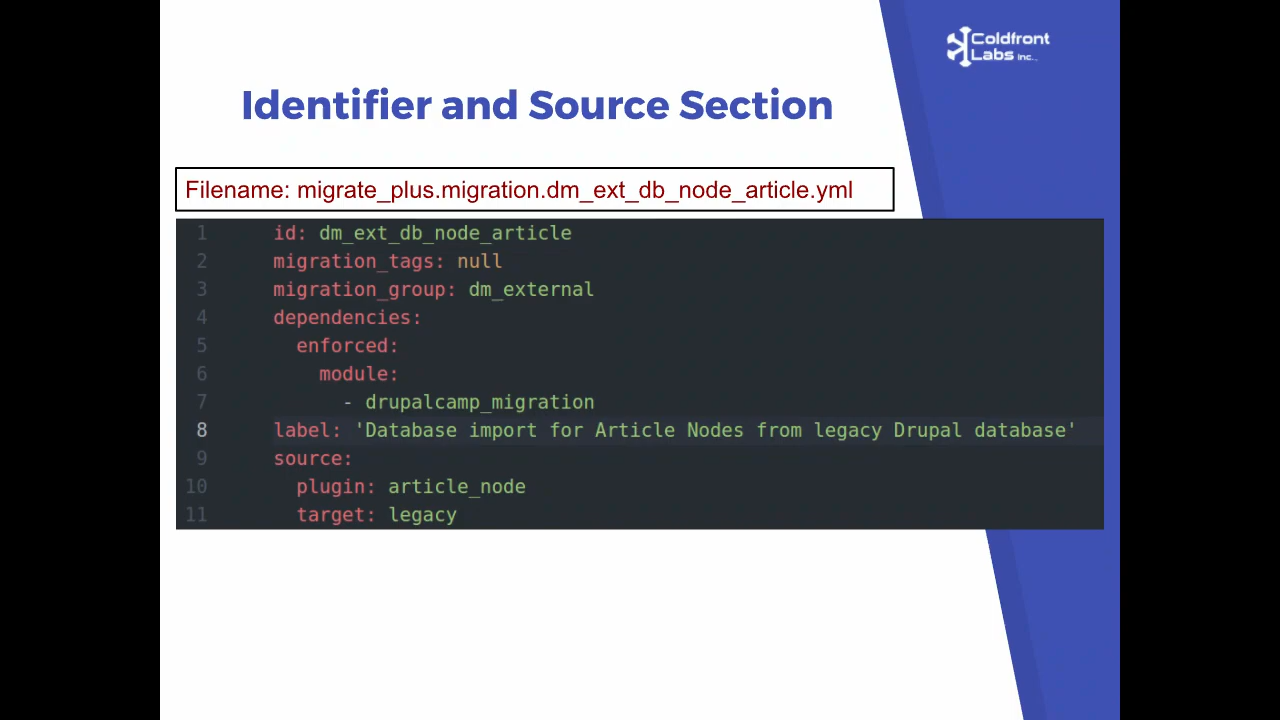 Coldfront
Labs Inc.
Identifier and Source Section
Filename: migrate_plus.migration.dm_ext_db_node_article.yml
1 id: dm_ext_db_node_article
2 migration_tags: null
3 migration_group: dm_external
4 dependencies:
5 enforced:
6 module:
7 - drupalcamp_migration
8 label: 'Database import for Article Nodes from legacy Drupal database'
9 source:
10 plugin: article_node
11 target: legacy